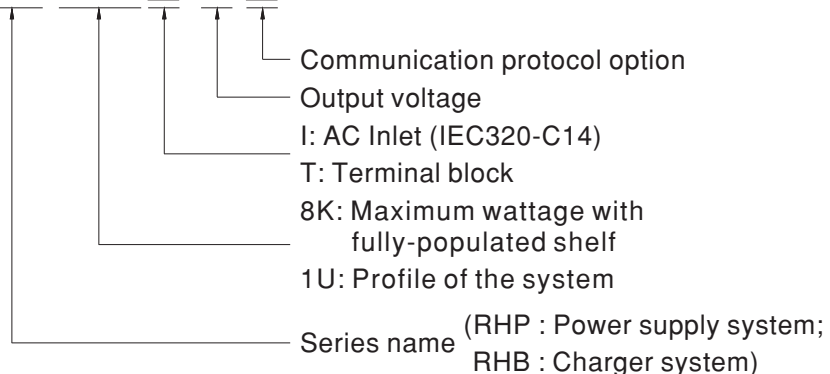 Communication protocol option
Output voltage
I: AC Inlet (IEC320-C14)
T: Terminal block
8K: Maximum wattage with
fully-populated shelf
1U: Profile of the system
Series name (RHP : Power supply system;
RHB : Charger system)